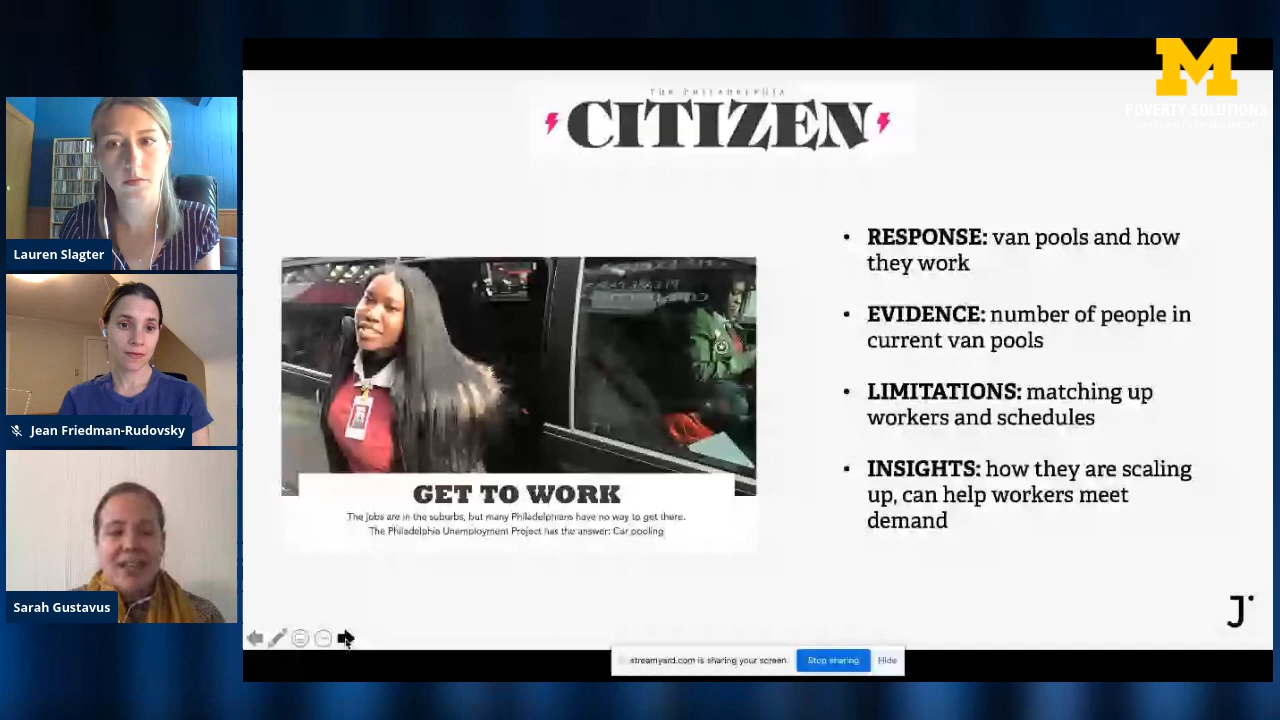 M
POVERTY SOLUTIONS
UNIVERSITY OF MICHIGAN
THE PHILADELPHIA
CITIZEN
Lauren Slagter
Jean Friedman-Rudovsky
Sarah Gustavus
GET TO WORK
The jobs are in the suburbs, but many Philadelphians have no way to get there.
The Philadelphia Unemployment Project has the answer: Car pooling
• RESPONSE: van pools and how
they work
• EVIDENCE: number of people in
current van pools
• LIMITATIONS: matching up
workers and schedules
• INSIGHTS: how they are scaling
up, can help workers meet
demand
J
streamyard.com is sharing your screen.
Stop sharing
Hide